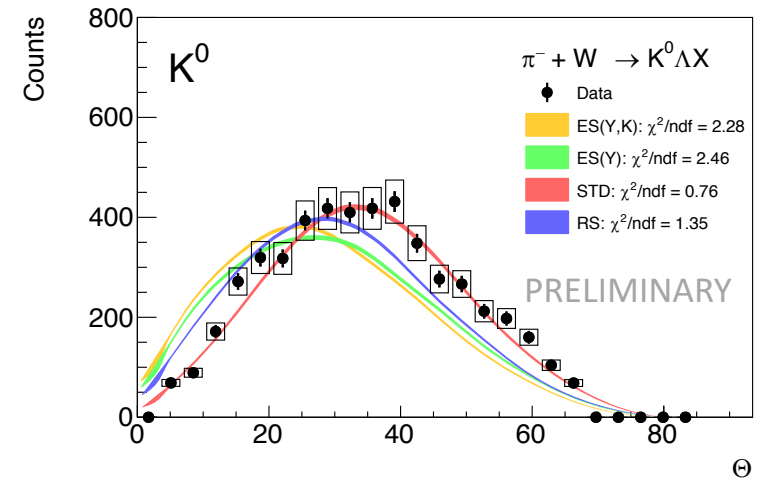 Counts
800
600
400
200
0
K⁰
π⁻ + W → K⁰ΛX
Data
ES(Y,K): χ²/ndf = 2.28
ES(Y): χ²/ndf = 2.46
STD: χ²/ndf = 0.76
RS: χ²/ndf = 1.35
PRELIMINARY
0 20 40 60 80
Θ